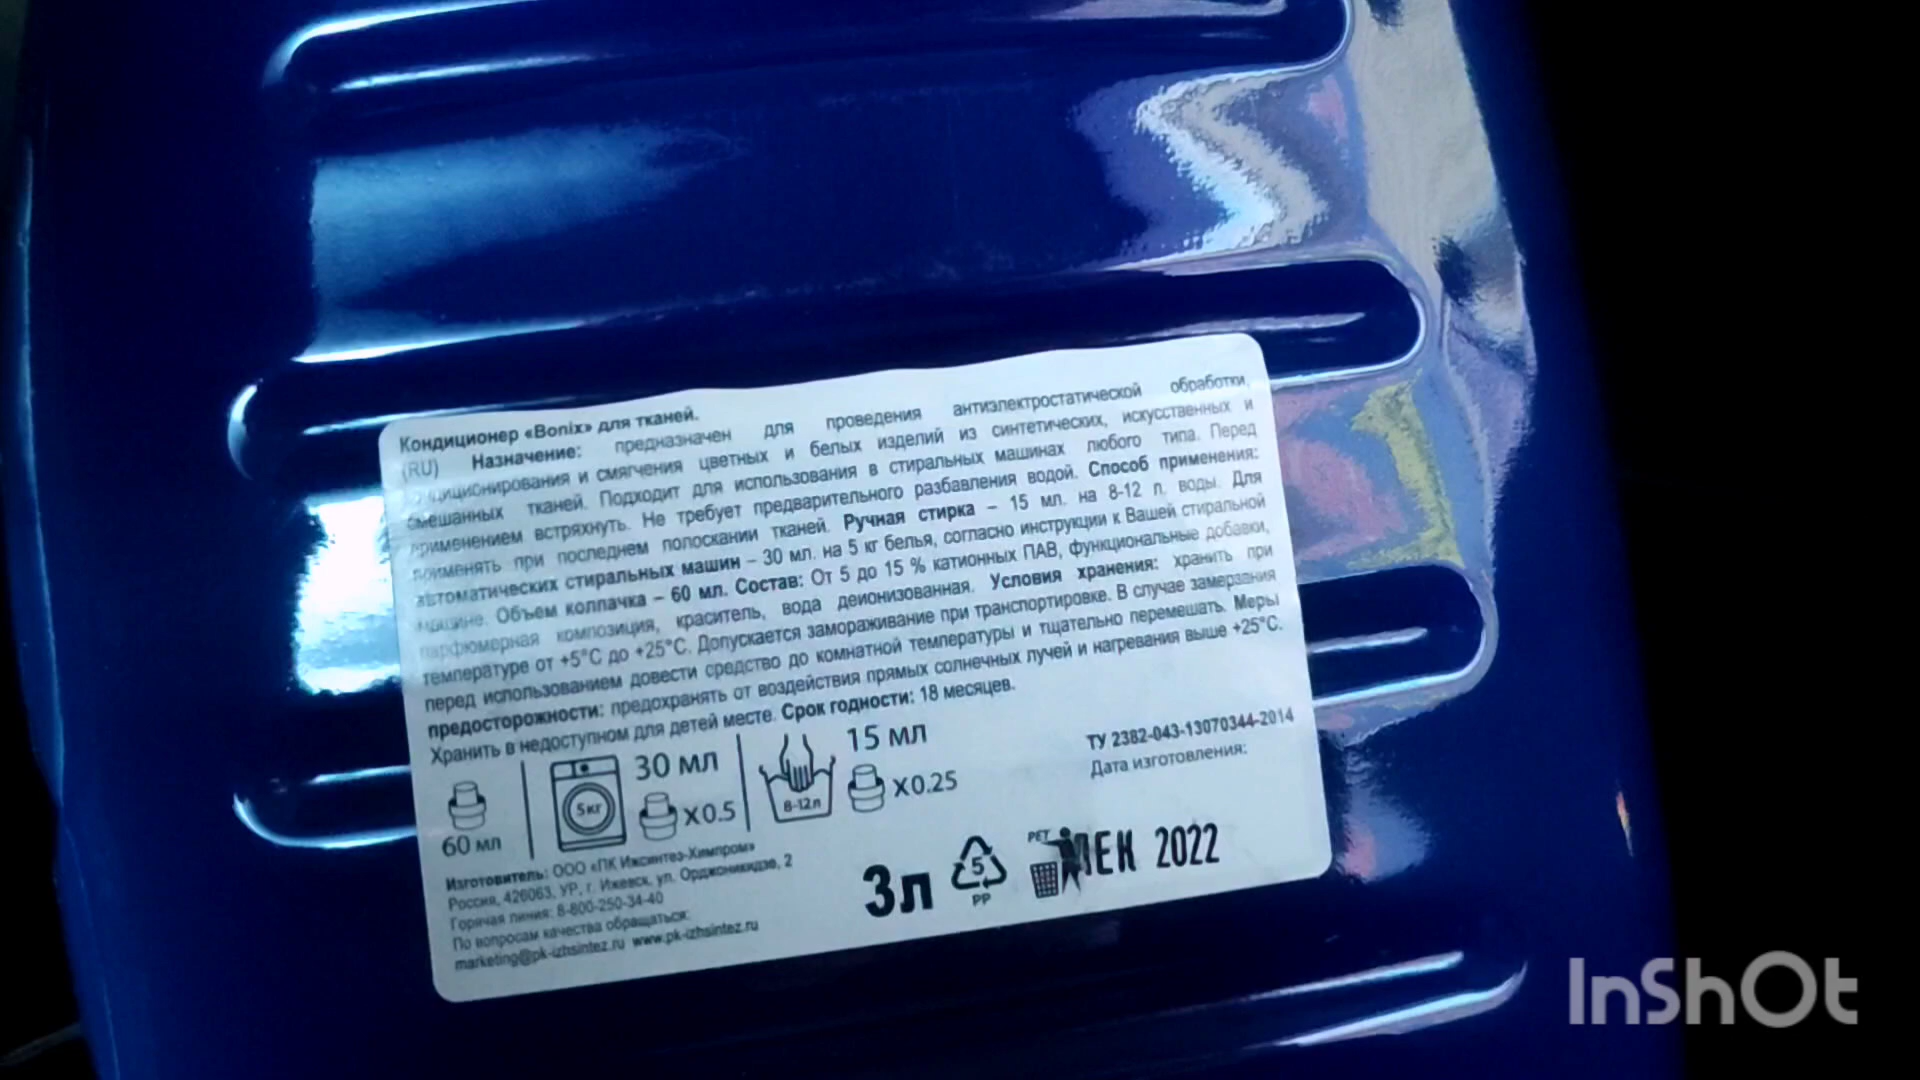 Кондиционер «Bonix» для тканей.
(RU) Назначение: предназначен для проведения антиэлектростатической обработки,
кондиционирования и смягчения цветных и белых изделий из синтетических, искусственных и
смешанных тканей. Подходит для использования в стиральных машинах любого типа. Перед
применением встряхнуть. Не требует предварительного разбавления водой. Способ применения:
применять при последнем полоскании тканей. Ручная стирка – 15 мл. на 8-12 л. воды. Для
автоматических стиральных машин – 30 мл. на 5 кг белья, согласно инструкции к Вашей стиральной
машине. Объем колпачка – 60 мл. Состав: От 5 до 15 % катионных ПАВ, функциональные добавки,
парфюмерная композиция, краситель, вода деионизованная. Условия хранения: хранить при
температуре от +5°С до +25°С. Допускается замораживание при транспортировке. В случае замерзания
перед использованием довести средство до комнатной температуры и тщательно перемешать. Меры
предосторожности: предохранять от воздействия прямых солнечных лучей и нагревания выше +25°С.
Хранить в недоступном для детей месте. Срок годности: 18 месяцев.
60 мл
5 кг
30 мл
x0.5
8-12л
15 мл
x0.25
ТУ 2382-043-13070344-2014
Дата изготовления:
Изготовитель: ООО «ПК Ижсинтез-Химпром»
Россия, 426063, УР, г. Ижевск, ул. Орджоникидзе, 2
Горячая линия: 8-800-250-34-40
По вопросам качества обращаться:
marketing@pk-izhsintez.ru www.pk-izhsintez.ru
3л
5
PP
PET
ДЕК 2022
InShOt